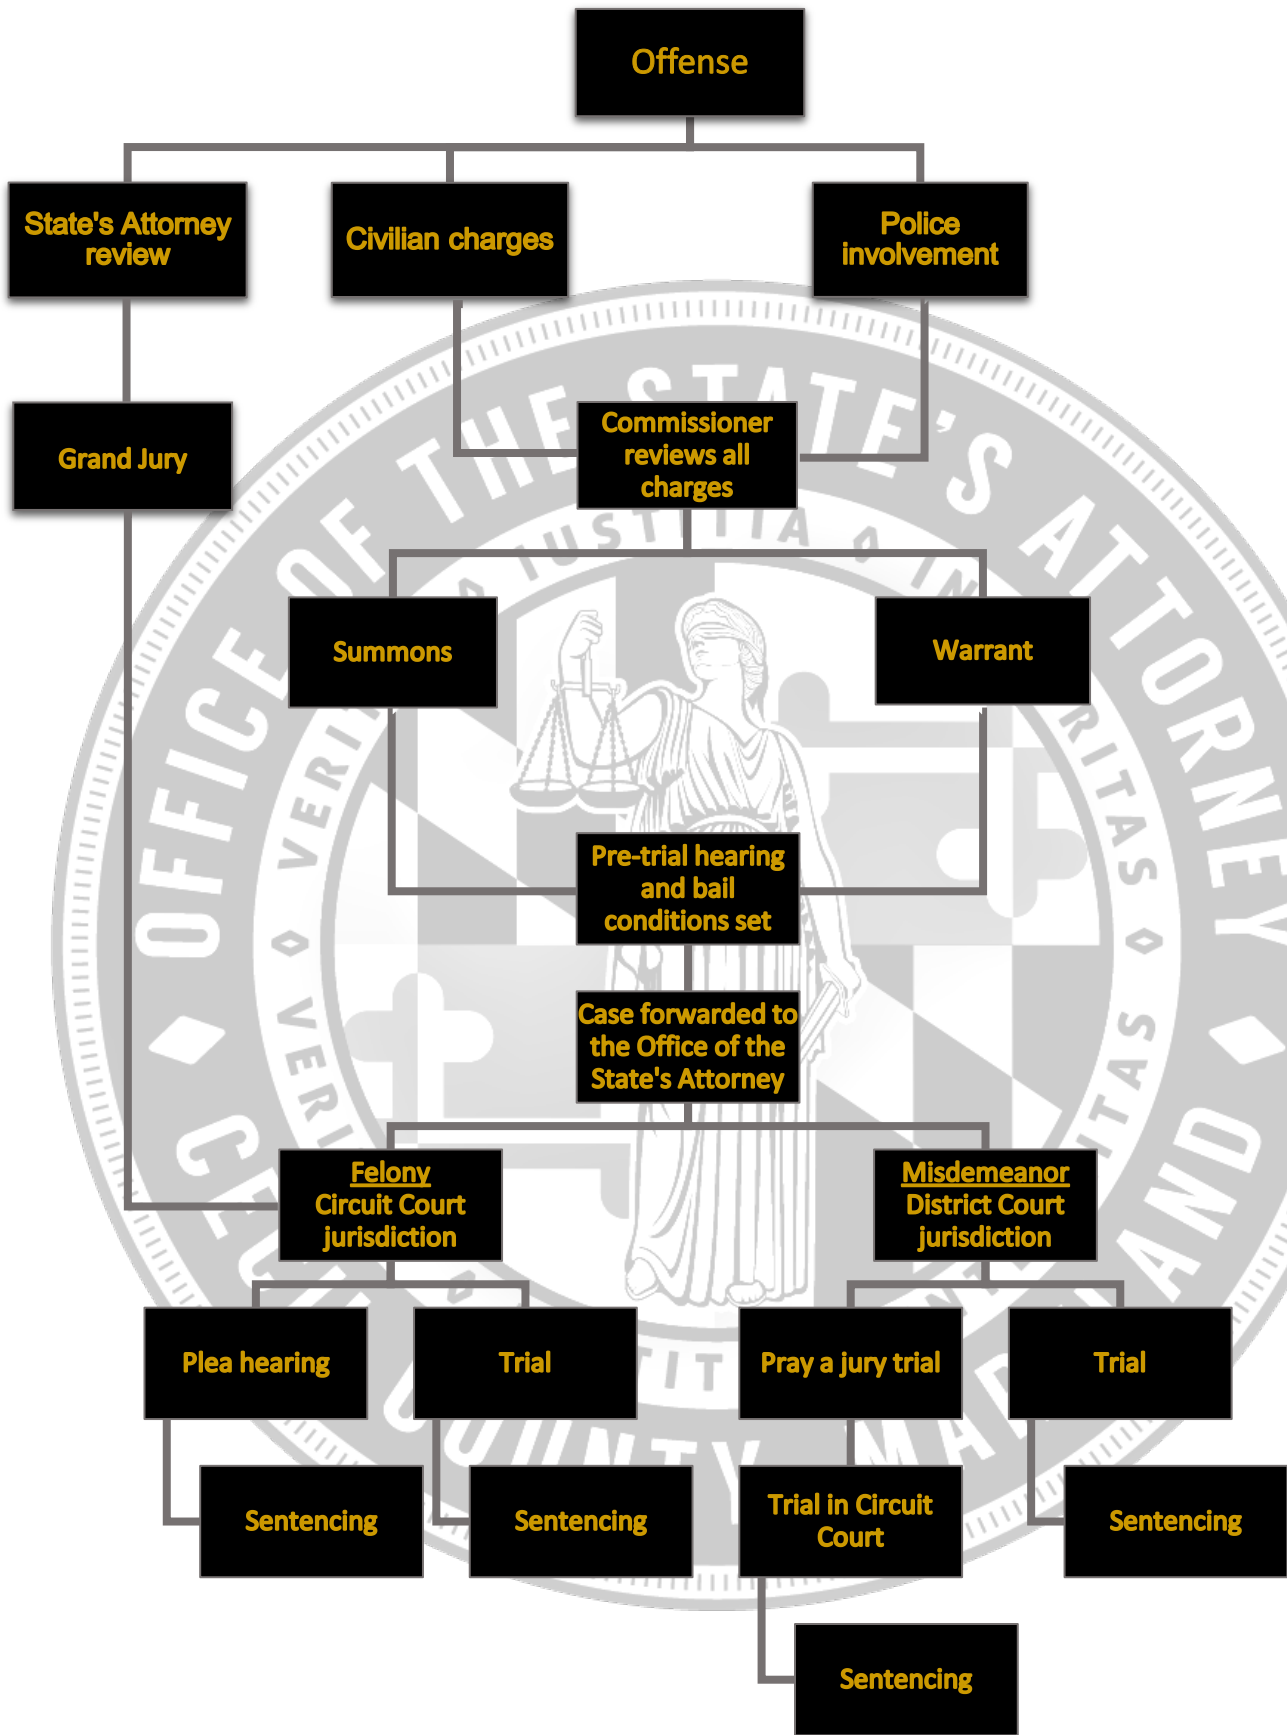 Offense
State's Attorney
review
Civilian charges
Police
involvement
Grand Jury
Commissioner
reviews all
charges
Summons
Warrant
Pre-trial hearing
and bail
conditions set
Case forwarded to
the Office of the
State's Attorney
Felony
Circuit Court
jurisdiction
Misdemeanor
District Court
jurisdiction
Plea hearing
Trial
Pray a jury trial
Trial
Sentencing
Sentencing
Trial in Circuit
Court
Sentencing
Sentencing
OFFICE OF THE STATE'S ATTORNEY